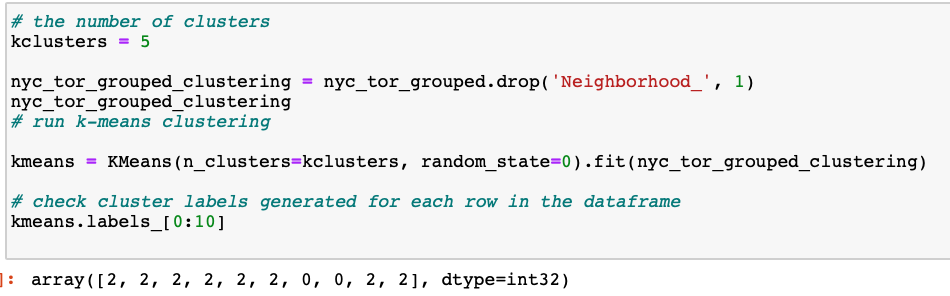 # the number of clusters
kclusters = 5
nyc_tor_grouped_clustering = nyc_tor_grouped.drop('Neighborhood_', 1)
nyc_tor_grouped_clustering
# run k-means clustering
kmeans = KMeans(n_clusters=kclusters, random_state=0).fit(nyc_tor_grouped_clustering)
# check cluster labels generated for each row in the dataframe
kmeans.labels_[0:10]
]: array([2, 2, 2, 2, 2, 2, 0, 0, 2, 2], dtype=int32)